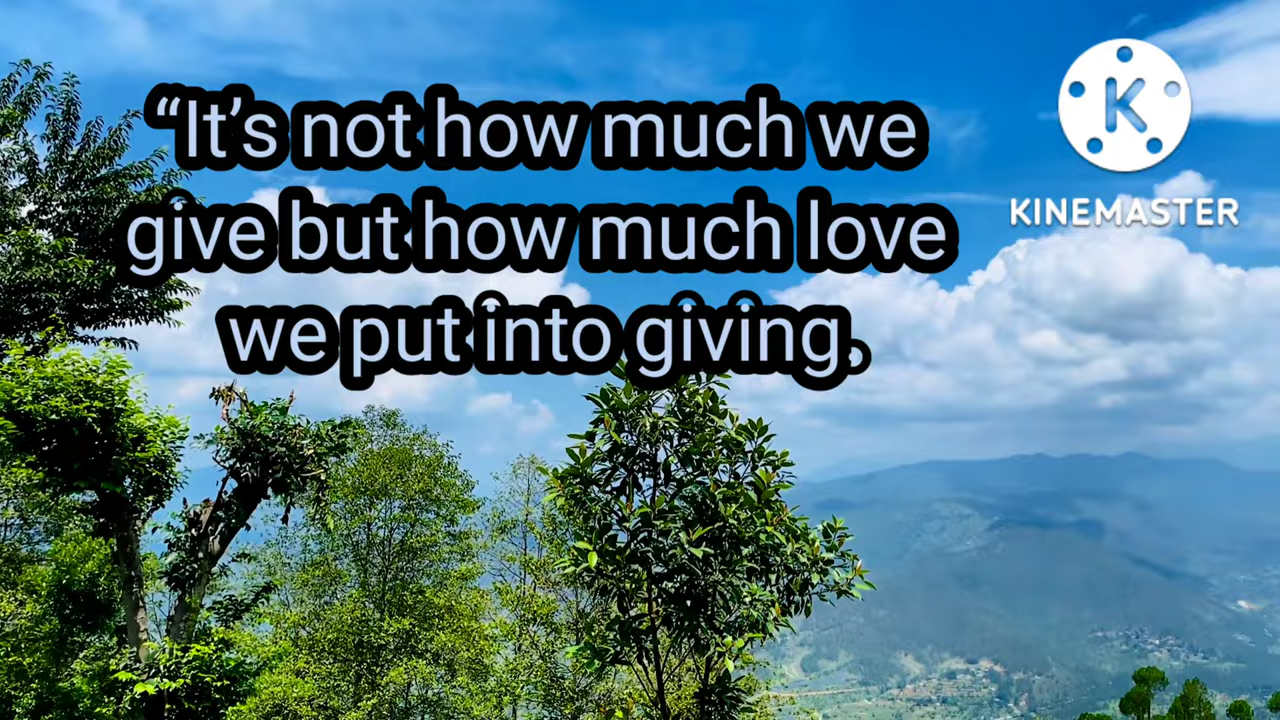 “It’s not how much we
give but how much love
we put into giving,
K
KINEMASTER